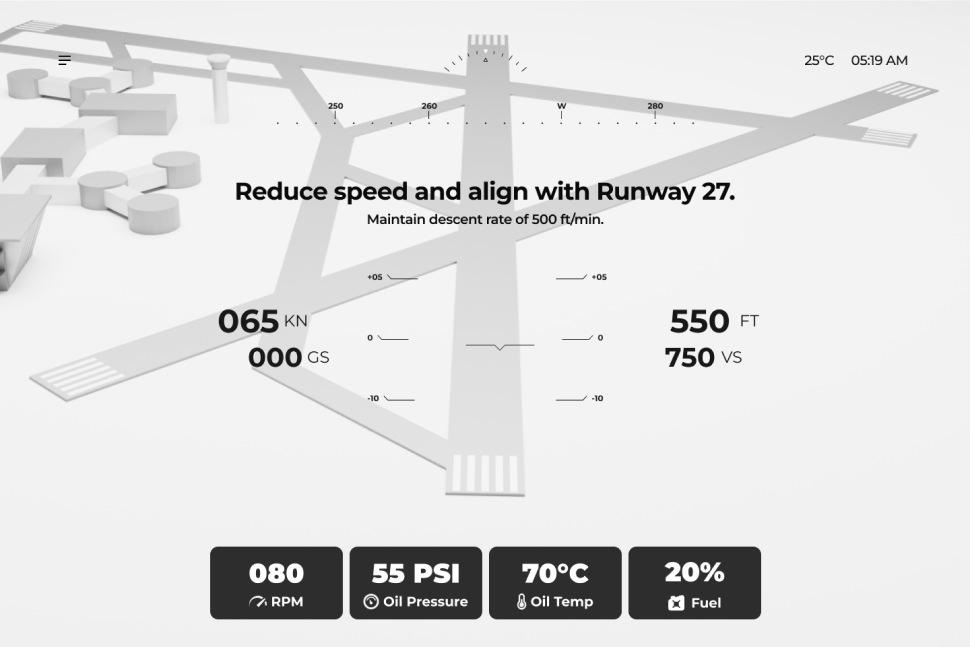 25°C 05:19 AM
250 260 W 280
Reduce speed and align with Runway 27.
Maintain descent rate of 500 ft/min.
+05 +05
065 KN
550 FT
0 0
000 GS
750 VS
-10 -10
080
RPM
55 PSI
Oil Pressure
70°C
Oil Temp
20%
Fuel